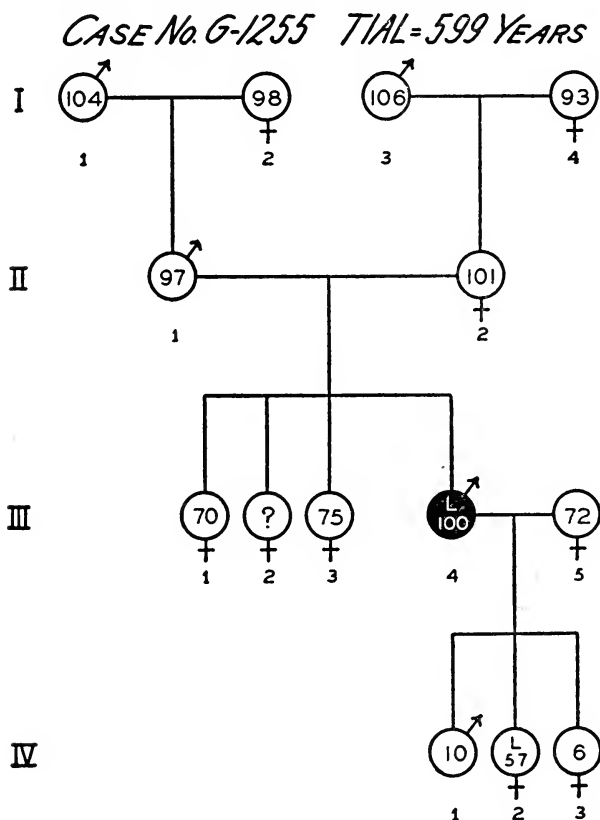 CASE No. G-1255 TIAL=599 YEARS
I 104 98 106 93
1 2 3 4
II 97 101
1 2
III 70 ? 75 L 100 72
1 2 3 4 5
IV 10 L 57 6
1 2 3